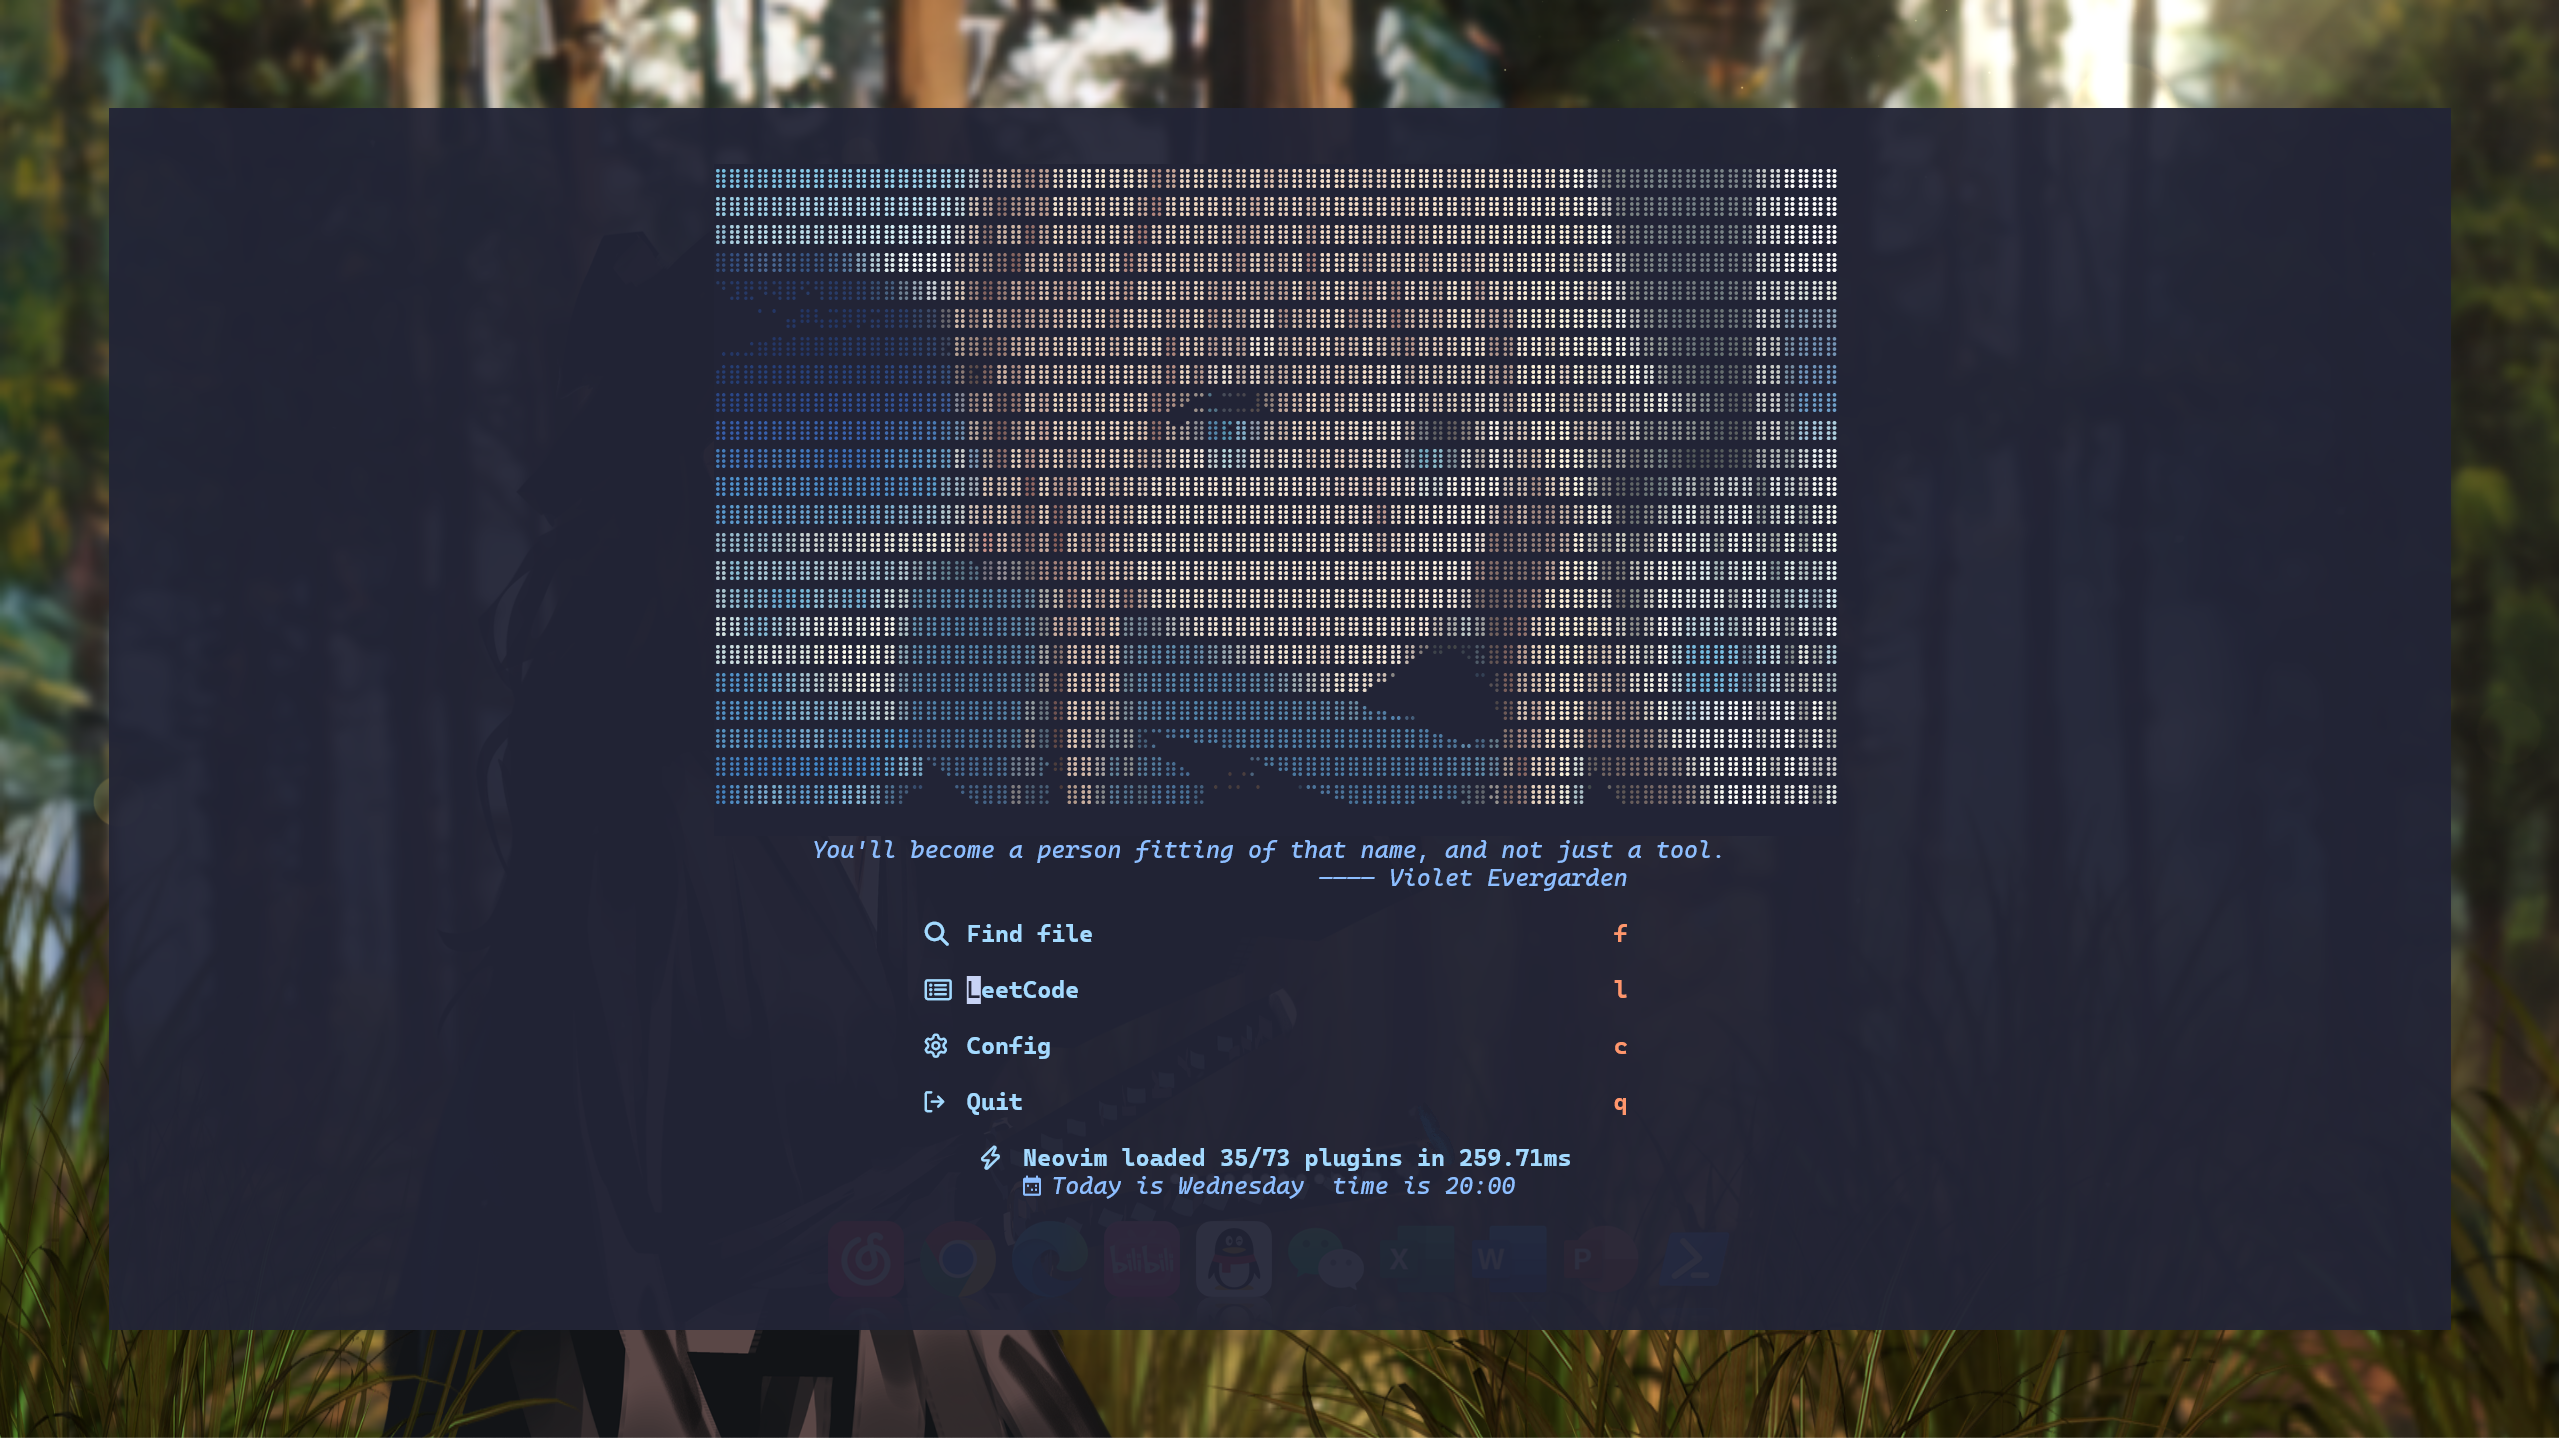 You'll become a person fitting of that name, and not just a tool.
———— Violet Evergarden
Find file f
LeetCode l
Config c
Quit q
Neovim loaded 35/73 plugins in 259.71ms
Today is Wednesday  time is 20:00
bilibili
X W P